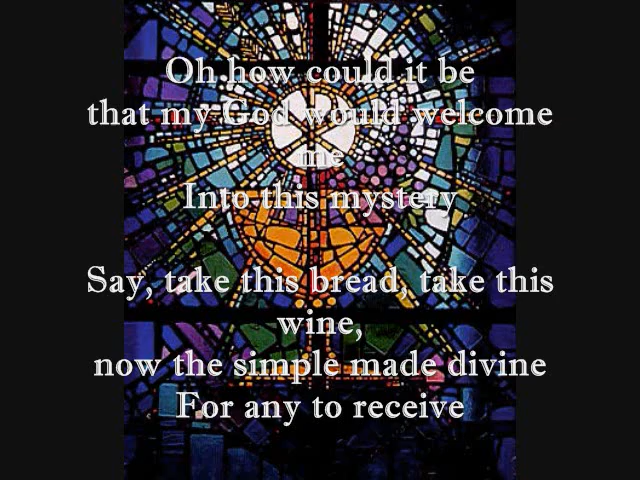 Oh how could it be
that my God would welcome
me
Into this mystery
Say, take this bread, take this
wine,
now the simple made divine
For any to receive